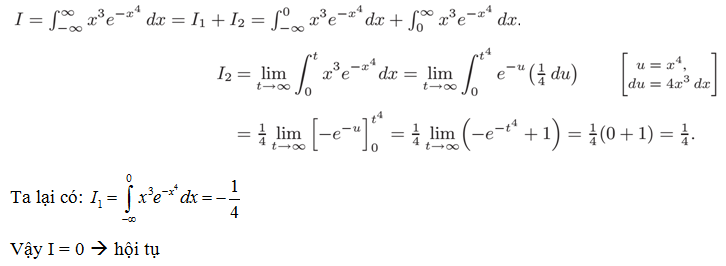 I = ∫_{-∞}^{∞} x³e^{-x⁴} dx = I₁ + I₂ = ∫_{-∞}^{0} x³e^{-x⁴}dx + ∫_{0}^{∞} x³e^{-x⁴} dx.
I₂ = lim_{t→∞} ∫_{0}^{t} x³e^{-x⁴}dx = lim_{t→∞} ∫_{0}^{t⁴} e^{-u} (1/4 du) [u = x⁴, du = 4x³ dx]
= 1/4 lim_{t→∞} [-e^{-u}]_{0}^{t⁴} = 1/4 lim_{t→∞} (-e^{-t⁴} + 1) = 1/4(0 + 1) = 1/4.
Ta lại có: I₁ = ∫_{-∞}^{0} x³e^{-x⁴} dx = -1/4
Vậy I = 0 → hội tụ